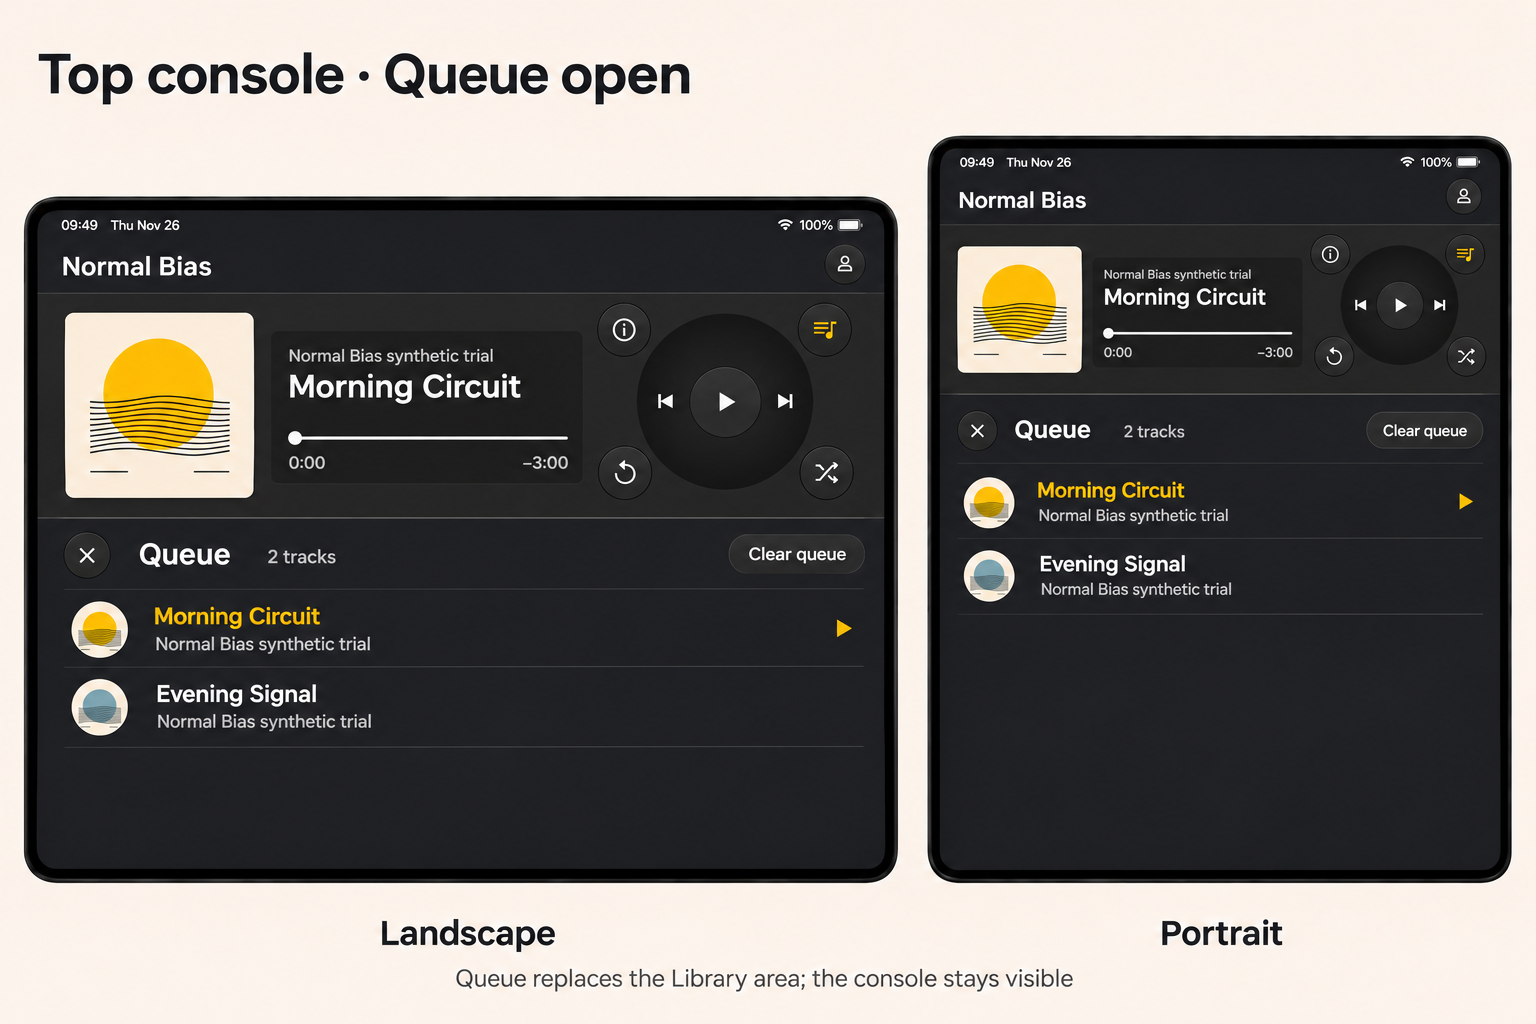 Top console · Queue open
09:49 Thu Nov 26 100%
Normal Bias
Normal Bias synthetic trial
Morning Circuit
0:00 −3:00
Queue 2 tracks Clear queue
Morning Circuit
Normal Bias synthetic trial
Evening Signal
Normal Bias synthetic trial
09:49 Thu Nov 26 100%
Normal Bias
Normal Bias synthetic trial
Morning Circuit
0:00 −3:00
Queue 2 tracks Clear queue
Morning Circuit
Normal Bias synthetic trial
Evening Signal
Normal Bias synthetic trial
Landscape
Portrait
Queue replaces the Library area; the console stays visible